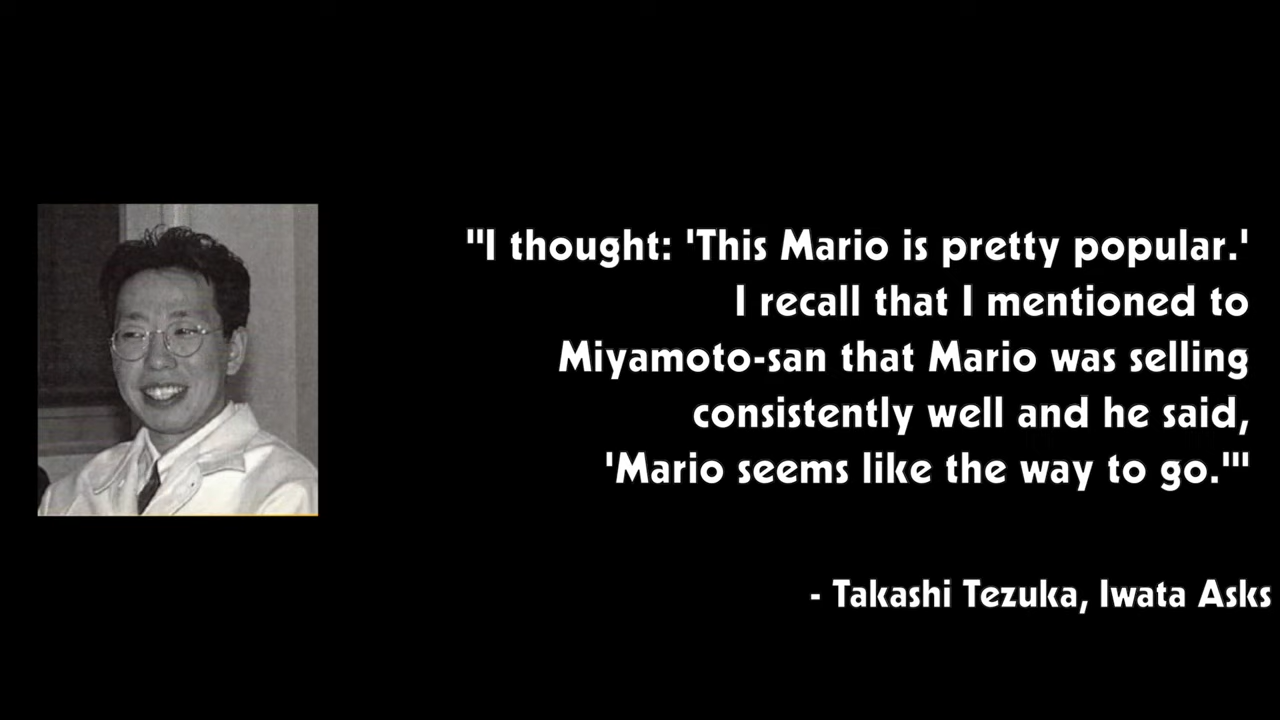 "I thought: 'This Mario is pretty popular.'
I recall that I mentioned to
Miyamoto-san that Mario was selling
consistently well and he said,
'Mario seems like the way to go.'"
- Takashi Tezuka, Iwata Asks